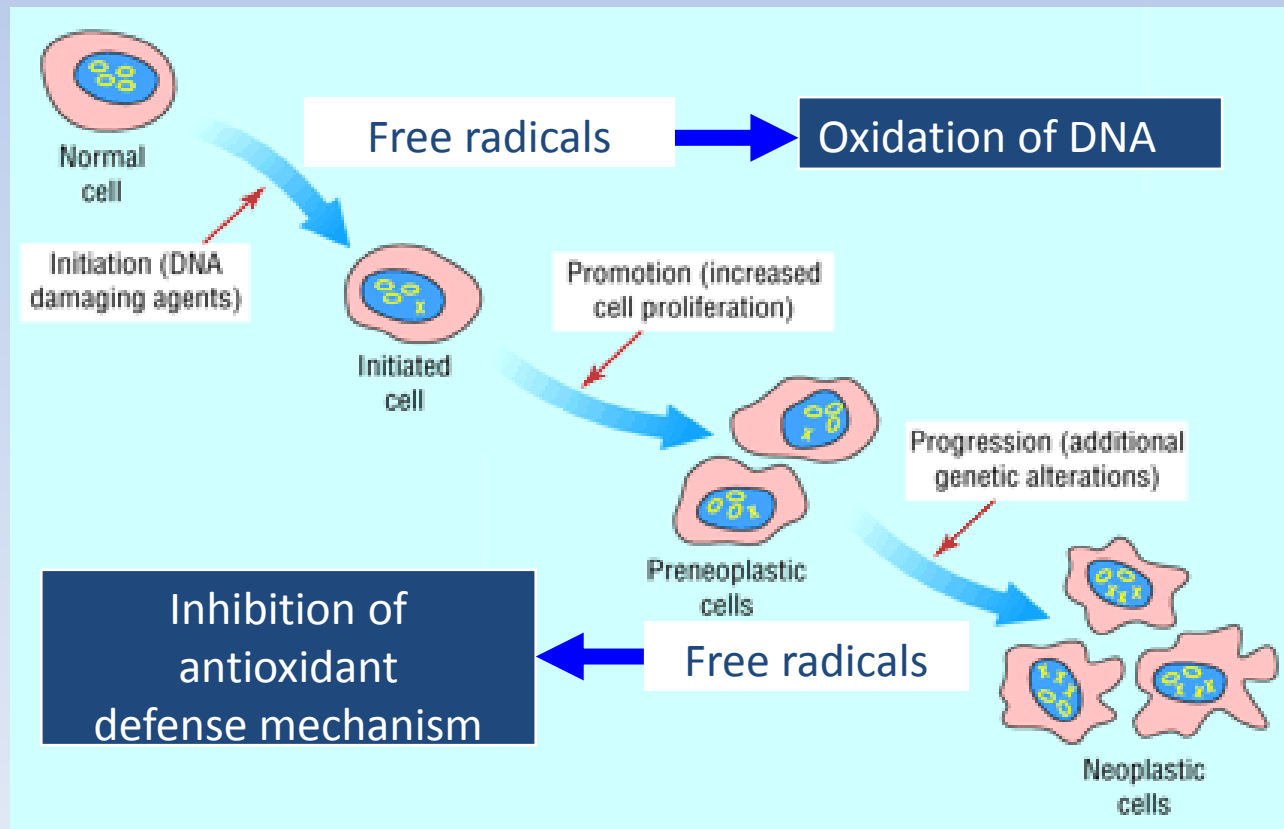 Normal
cell
Free radicals
Oxidation of DNA
Initiation (DNA
damaging agents)
Initiated
cell
Promotion (increased
cell proliferation)
Preneoplastic
cells
Progression (additional
genetic alterations)
Inhibition of
antioxidant
defense mechanism
Free radicals
Neoplastic
cells